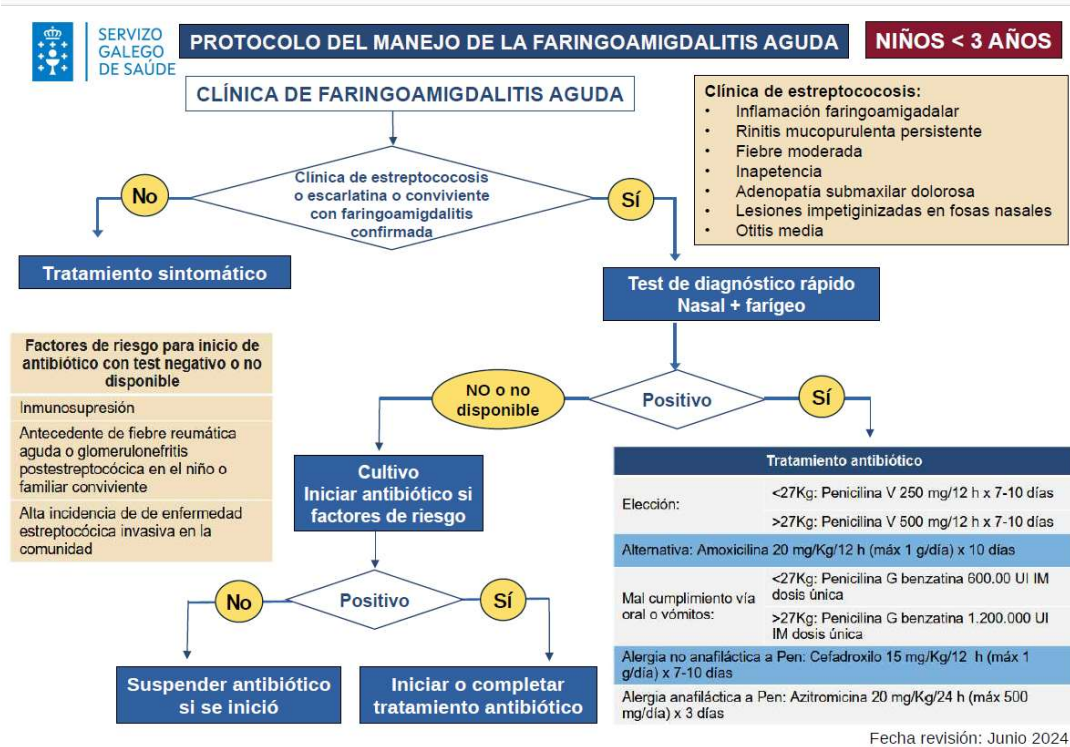 SERVIZO
GALEGO
DE SAÚDE
PROTOCOLO DEL MANEJO DE LA FARINGOAMIGDALITIS AGUDA
NIÑOS < 3 AÑOS
CLÍNICA DE FARINGOAMIGDALITIS AGUDA
Clínica de estreptococosis:
• Inflamación faringoamigadalar
• Rinitis mucopurulenta persistente
• Fiebre moderada
• Inapetencia
• Adenopatía submaxilar dolorosa
• Lesiones impetiginizadas en fosas nasales
• Otitis media
Clínica de estreptococosis
o escarlatina o conviviente
con faringoamigdalitis
confirmada
No
Sí
Tratamiento sintomático
Test de diagnóstico rápido
Nasal + farígeo
Factores de riesgo para inicio de
antibiótico con test negativo o no
disponible
Inmunosupresión
Antecedente de fiebre reumática
aguda o glomerulonefritis
postestreptocócica en el niño o
familiar conviviente
Alta incidencia de de enfermedad
estreptocócica invasiva en la
comunidad
Positivo
NO o no
disponible
Sí
Cultivo
Iniciar antibiótico si
factores de riesgo
Positivo
No
Sí
Suspender antibiótico
si se inició
Iniciar o completar
tratamiento antibiótico
Tratamiento antibiótico
Elección:
<27Kg: Penicilina V 250 mg/12 h x 7-10 días
>27Kg: Penicilina V 500 mg/12 h x 7-10 días
Alternativa: Amoxicilina 20 mg/Kg/12 h (máx 1 g/día) x 10 días
Mal cumplimiento vía
oral o vómitos:
<27Kg: Penicilina G benzatina 600.00 UI IM
dosis única
>27Kg: Penicilina G benzatina 1.200.000 UI
IM dosis única
Alergia no anafiláctica a Pen: Cefadroxilo 15 mg/Kg/12 h (máx 1
g/día) x 7-10 días
Alergia anafiláctica a Pen: Azitromicina 20 mg/Kg/24 h (máx 500
mg/día) x 3 días
Fecha revisión: Junio 2024